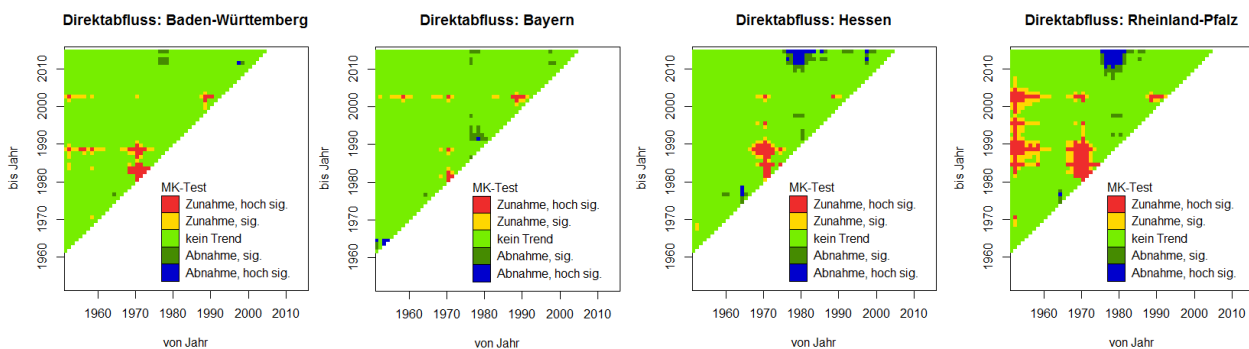 Direktabfluss: Baden-Württemberg
bis Jahr
2010
2000
1990
1980
1970
1960
MK-Test
Zunahme, hoch sig.
Zunahme, sig.
kein Trend
Abnahme, sig.
Abnahme, hoch sig.
1960 1970 1980 1990 2000 2010
von Jahr
Direktabfluss: Bayern
bis Jahr
2010
2000
1990
1980
1970
1960
MK-Test
Zunahme, hoch sig.
Zunahme, sig.
kein Trend
Abnahme, sig.
Abnahme, hoch sig.
1960 1970 1980 1990 2000 2010
von Jahr
Direktabfluss: Hessen
bis Jahr
2010
2000
1990
1980
1970
1960
MK-Test
Zunahme, hoch sig.
Zunahme, sig.
kein Trend
Abnahme, sig.
Abnahme, hoch sig.
1960 1970 1980 1990 2000 2010
von Jahr
Direktabfluss: Rheinland-Pfalz
bis Jahr
2010
2000
1990
1980
1970
1960
MK-Test
Zunahme, hoch sig.
Zunahme, sig.
kein Trend
Abnahme, sig.
Abnahme, hoch sig.
1960 1970 1980 1990 2000 2010
von Jahr